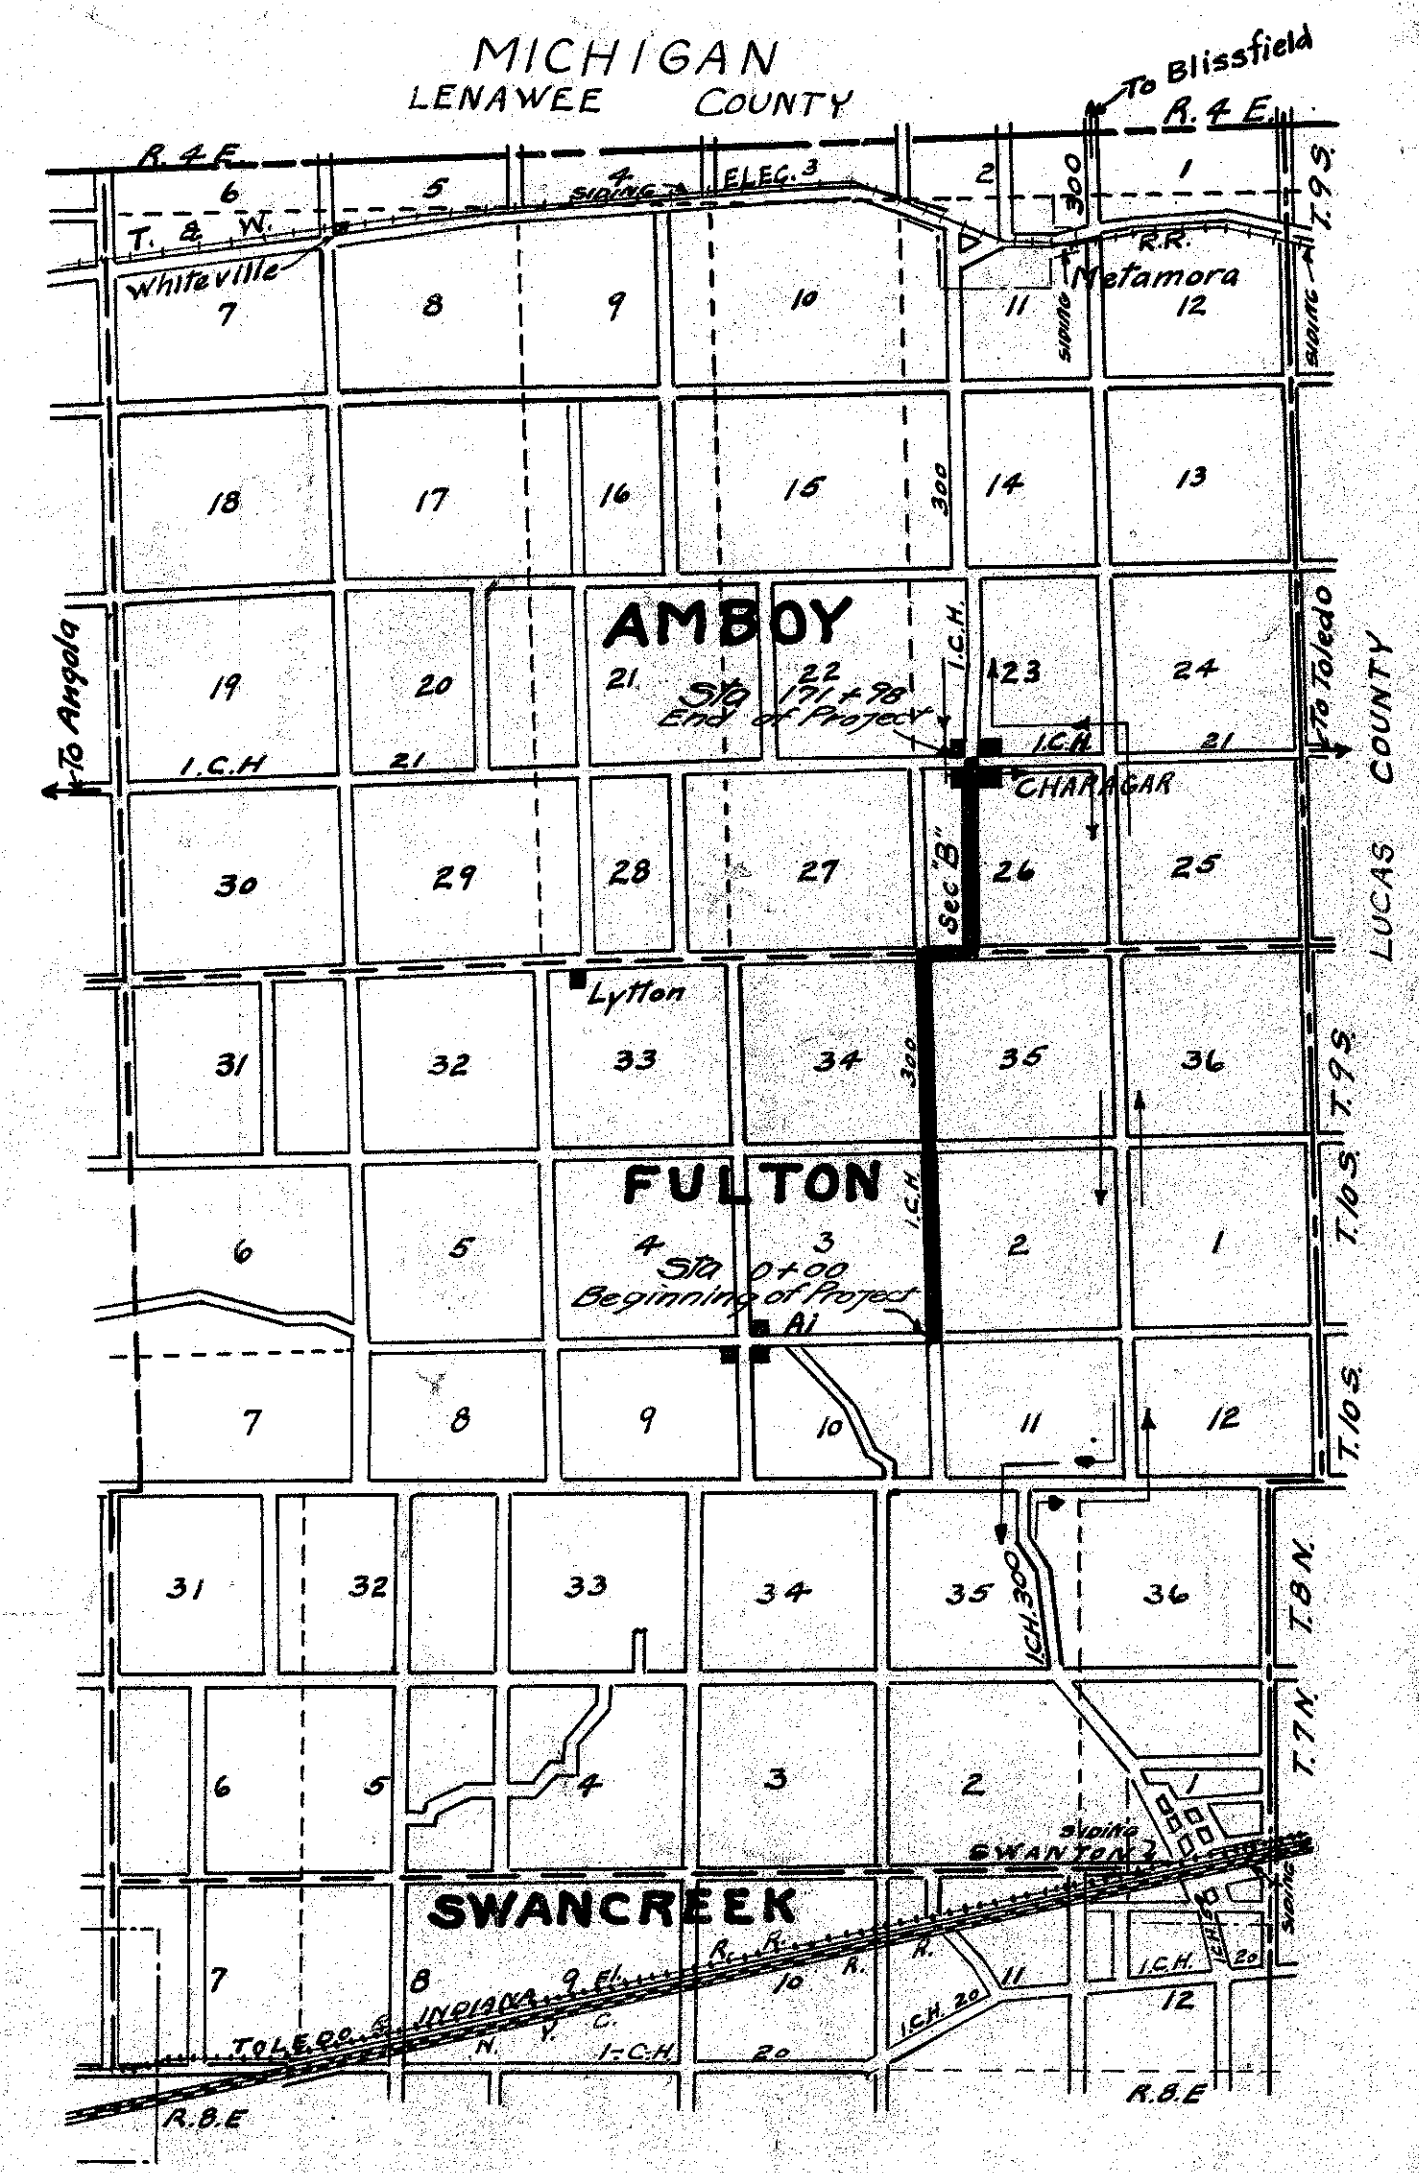 MICHIGAN
LENAWEE COUNTY
To Blissfield
R. 4 E. R. 4 E.
6 5 4 ELEC. 3 2 300 1 T. 9 S.
SIDING
T. & W. R.R.
Whiteville Metamora
7 8 9 10 11 SIDING 12 SIDING
18 17 16 15 300 14 13
AMBOY
To Angola 19 20 21 22 I.C.H. 23 24 To Toledo
Sta 171+98
End of Project
I.C.H 21 I.C.H. 21
CHAPAGAR
LUCAS COUNTY
30 29 28 27 Sec "B" 26 25
Lytton
31 32 33 34 300 35 36 T. 9 S.
FULTON
I.C.H. T. 10 S.
6 5 4 3 2 1
Sta 0+00
Beginning of Project
Ai
7 8 9 10 11 12 T. 10 S.
31 32 33 34 35 I.C.H. 300 36 T. 8 N.
T. 7 N.
6 5 4 3 2 1
SIDING
SWANTON 2
SWANCREEK
SIDING
7 8 9 10 11 12
TOLEDO & INDIANA El. R. R.
N. Y. C. R. R.
I.C.H. 20 I.C.H. 20 I.C.H. 20
R. 8. E R. 8. E